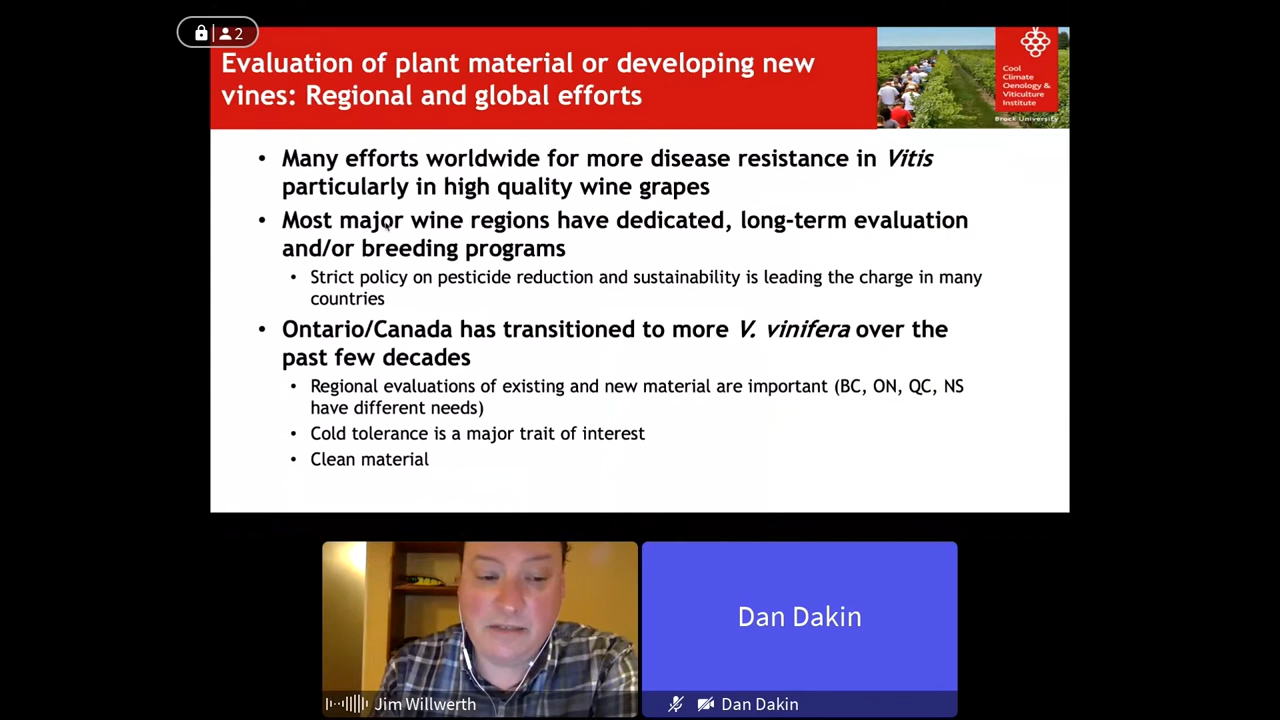 2
Evaluation of plant material or developing new
vines: Regional and global efforts
Cool
Climate
Oenology &
Viticulture
Institute
Brock University
• Many efforts worldwide for more disease resistance in Vitis
particularly in high quality wine grapes
• Most major wine regions have dedicated, long-term evaluation
and/or breeding programs
• Strict policy on pesticide reduction and sustainability is leading the charge in many
countries
• Ontario/Canada has transitioned to more V. vinifera over the
past few decades
• Regional evaluations of existing and new material are important (BC, ON, QC, NS
have different needs)
• Cold tolerance is a major trait of interest
• Clean material
Dan Dakin
Jim Willwerth
Dan Dakin